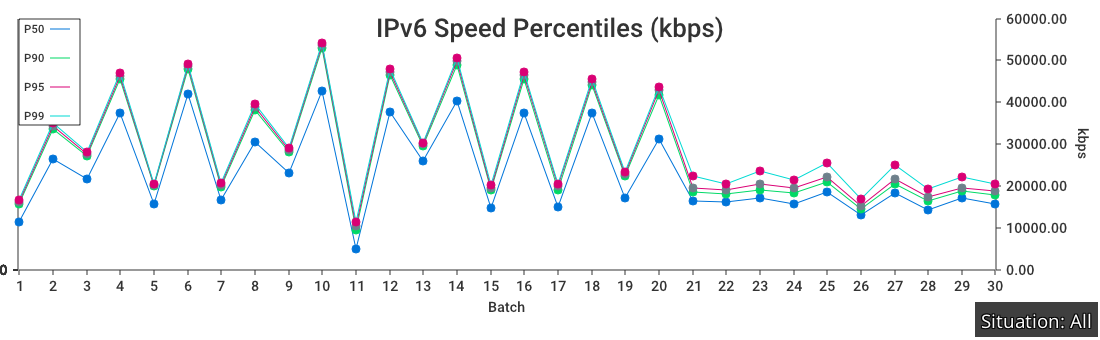 IPv6 Speed Percentiles (kbps)
P50
P90
P95
P99
60000.00
50000.00
40000.00
30000.00
20000.00
10000.00
0.00
kbps
0
1 2 3 4 5 6 7 8 9 10 11 12 13 14 15 16 17 18 19 20 21 22 23 24 25 26 27 28 29 30
Batch
Situation: All